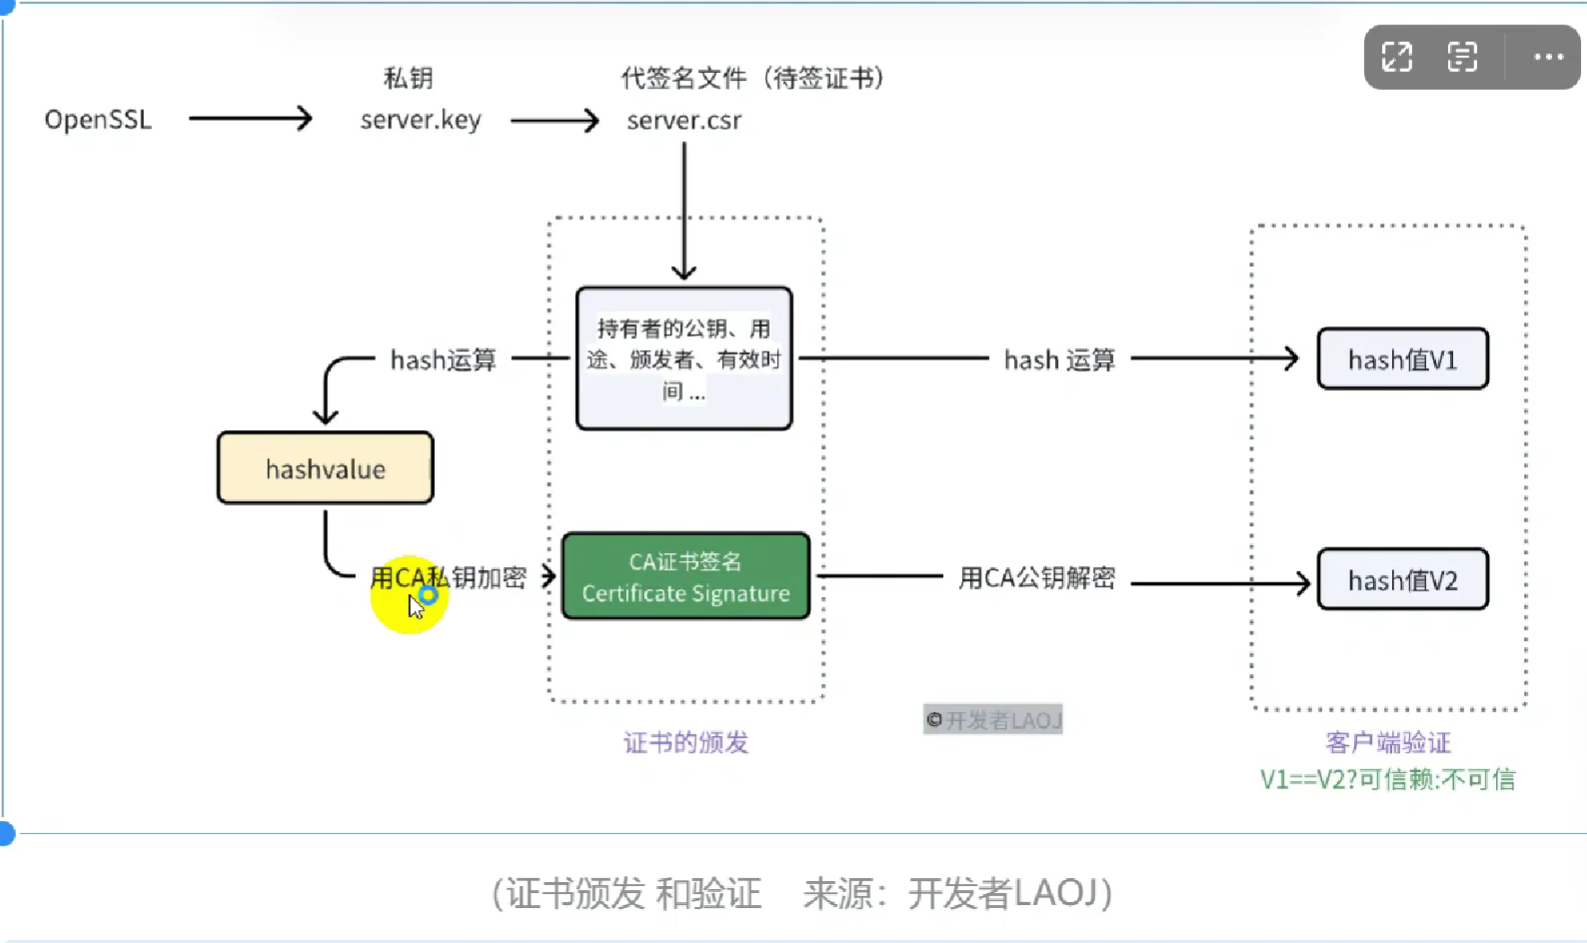 私钥
代签名文件（待签证书）
OpenSSL
server.key
server.csr
持有者的公钥、用
途、颁发者、有效时
间 ...
hash运算
hash 运算
hash值V1
hashvalue
用CA私钥加密
CA证书签名
Certificate Signature
用CA公钥解密
hash值V2
©开发者LAOJ
证书的颁发
客户端验证
V1==V2?可信赖:不可信
（证书颁发 和验证 来源：开发者LAOJ）